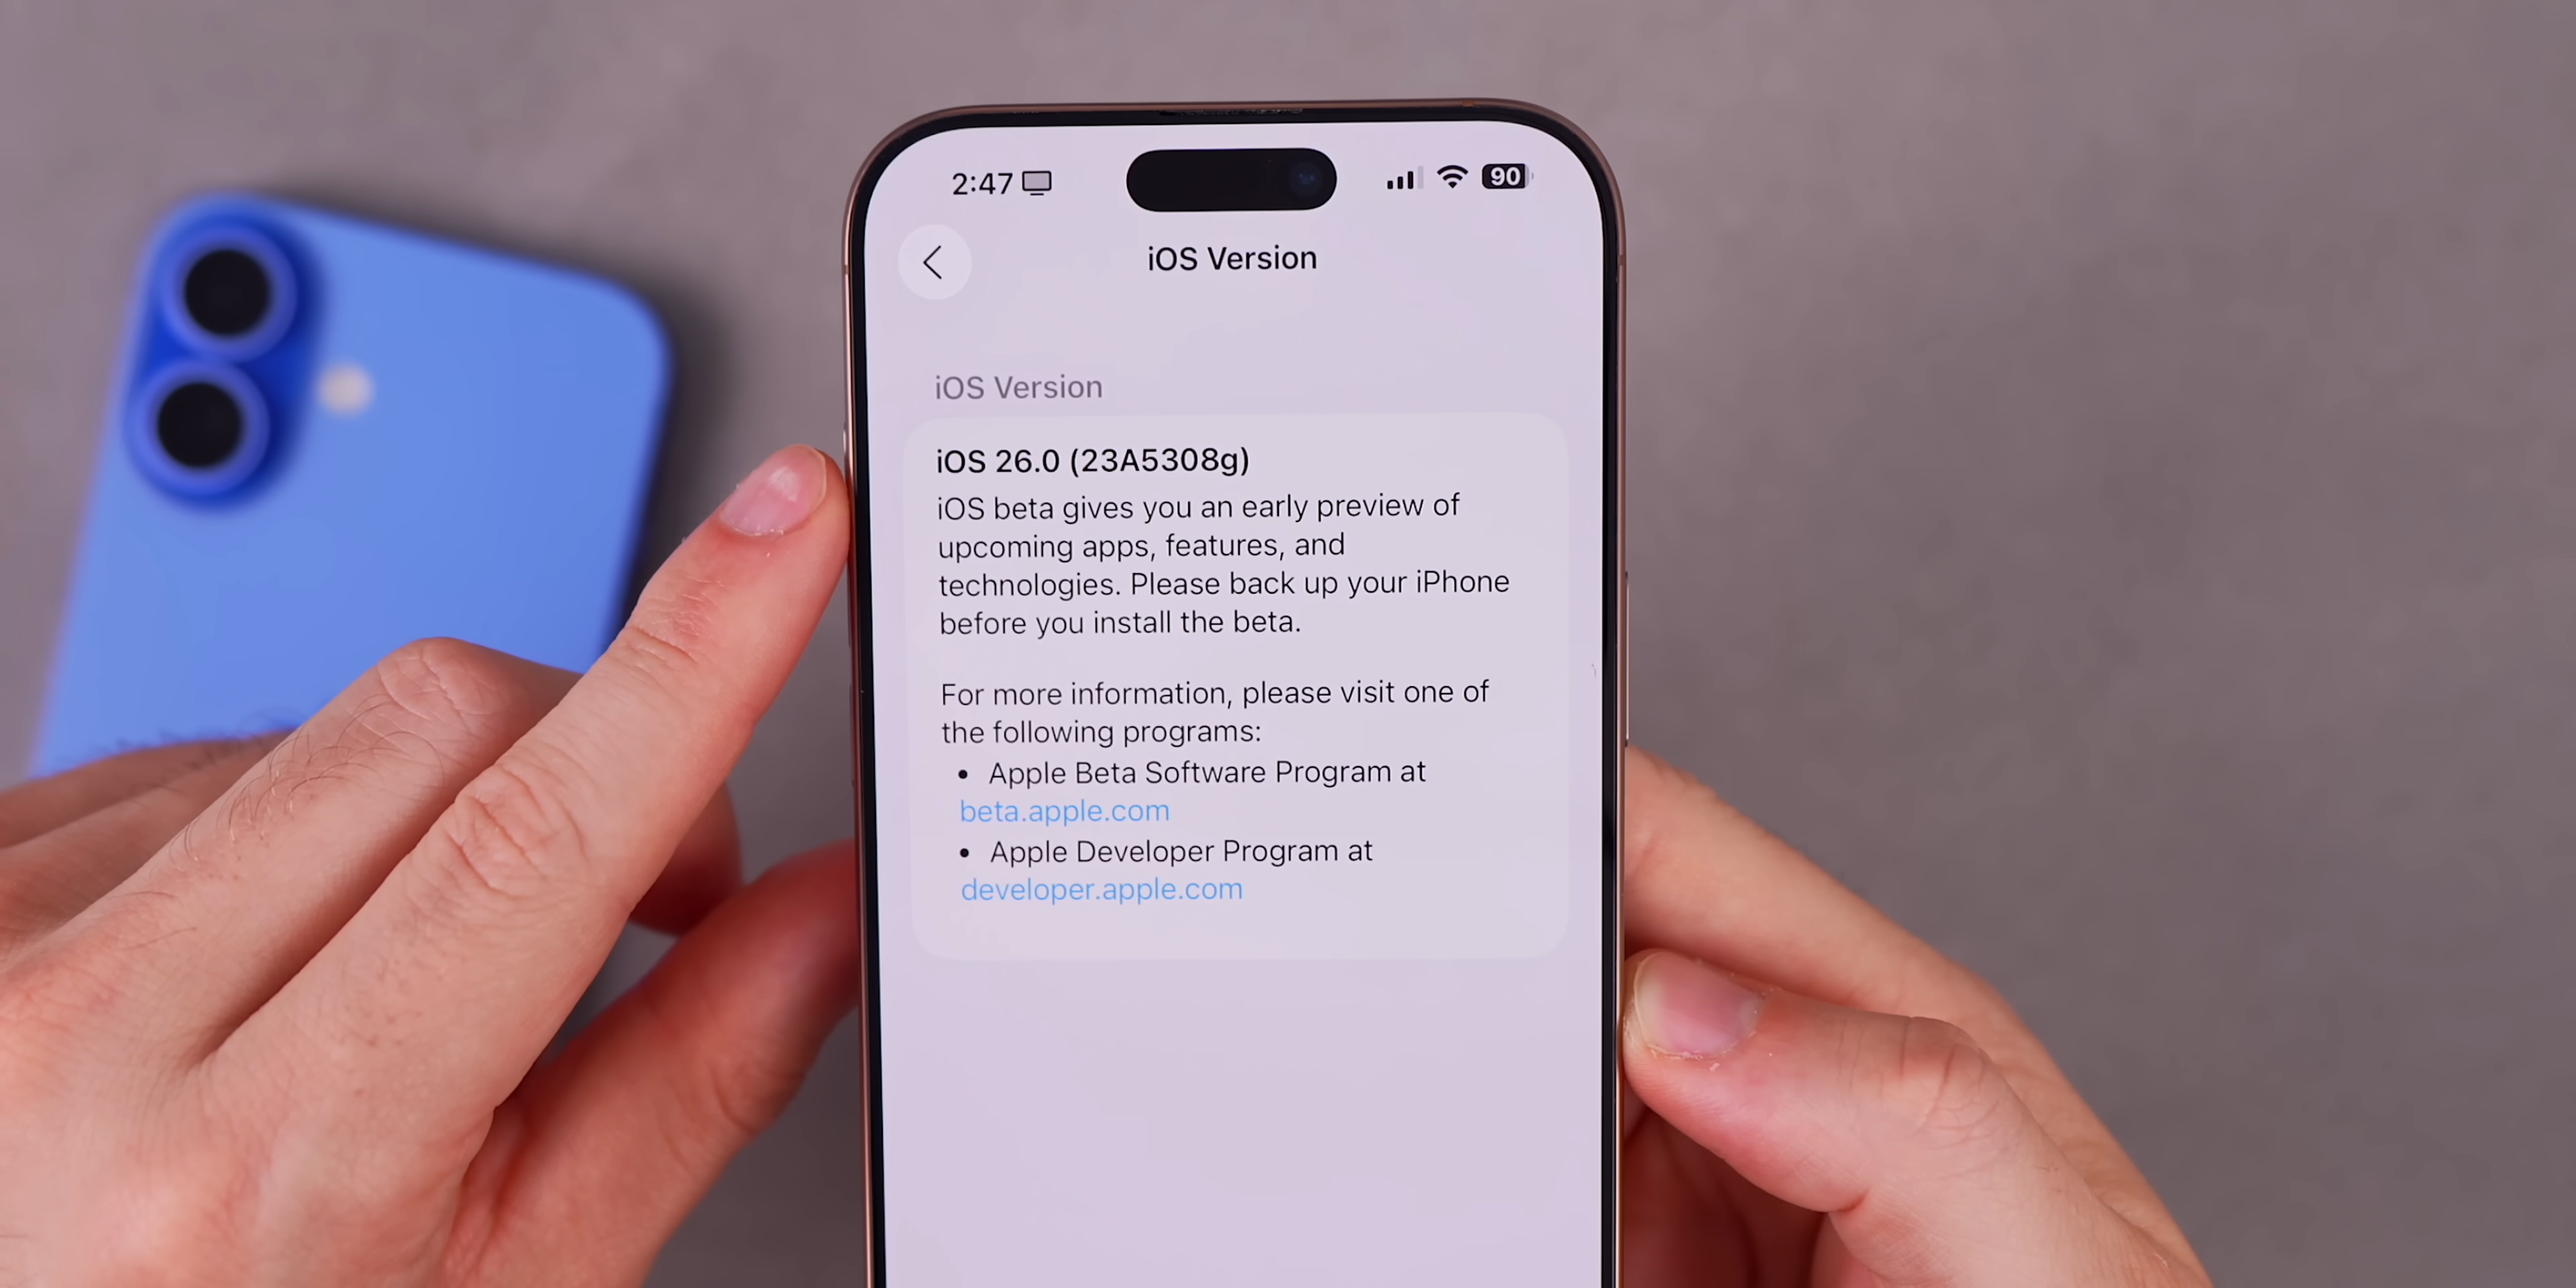 2:47
90
iOS Version
iOS Version
iOS 26.0 (23A5308g)
iOS beta gives you an early preview of
upcoming apps, features, and
technologies. Please back up your iPhone
before you install the beta.
For more information, please visit one of
the following programs:
• Apple Beta Software Program at
beta.apple.com
• Apple Developer Program at
developer.apple.com